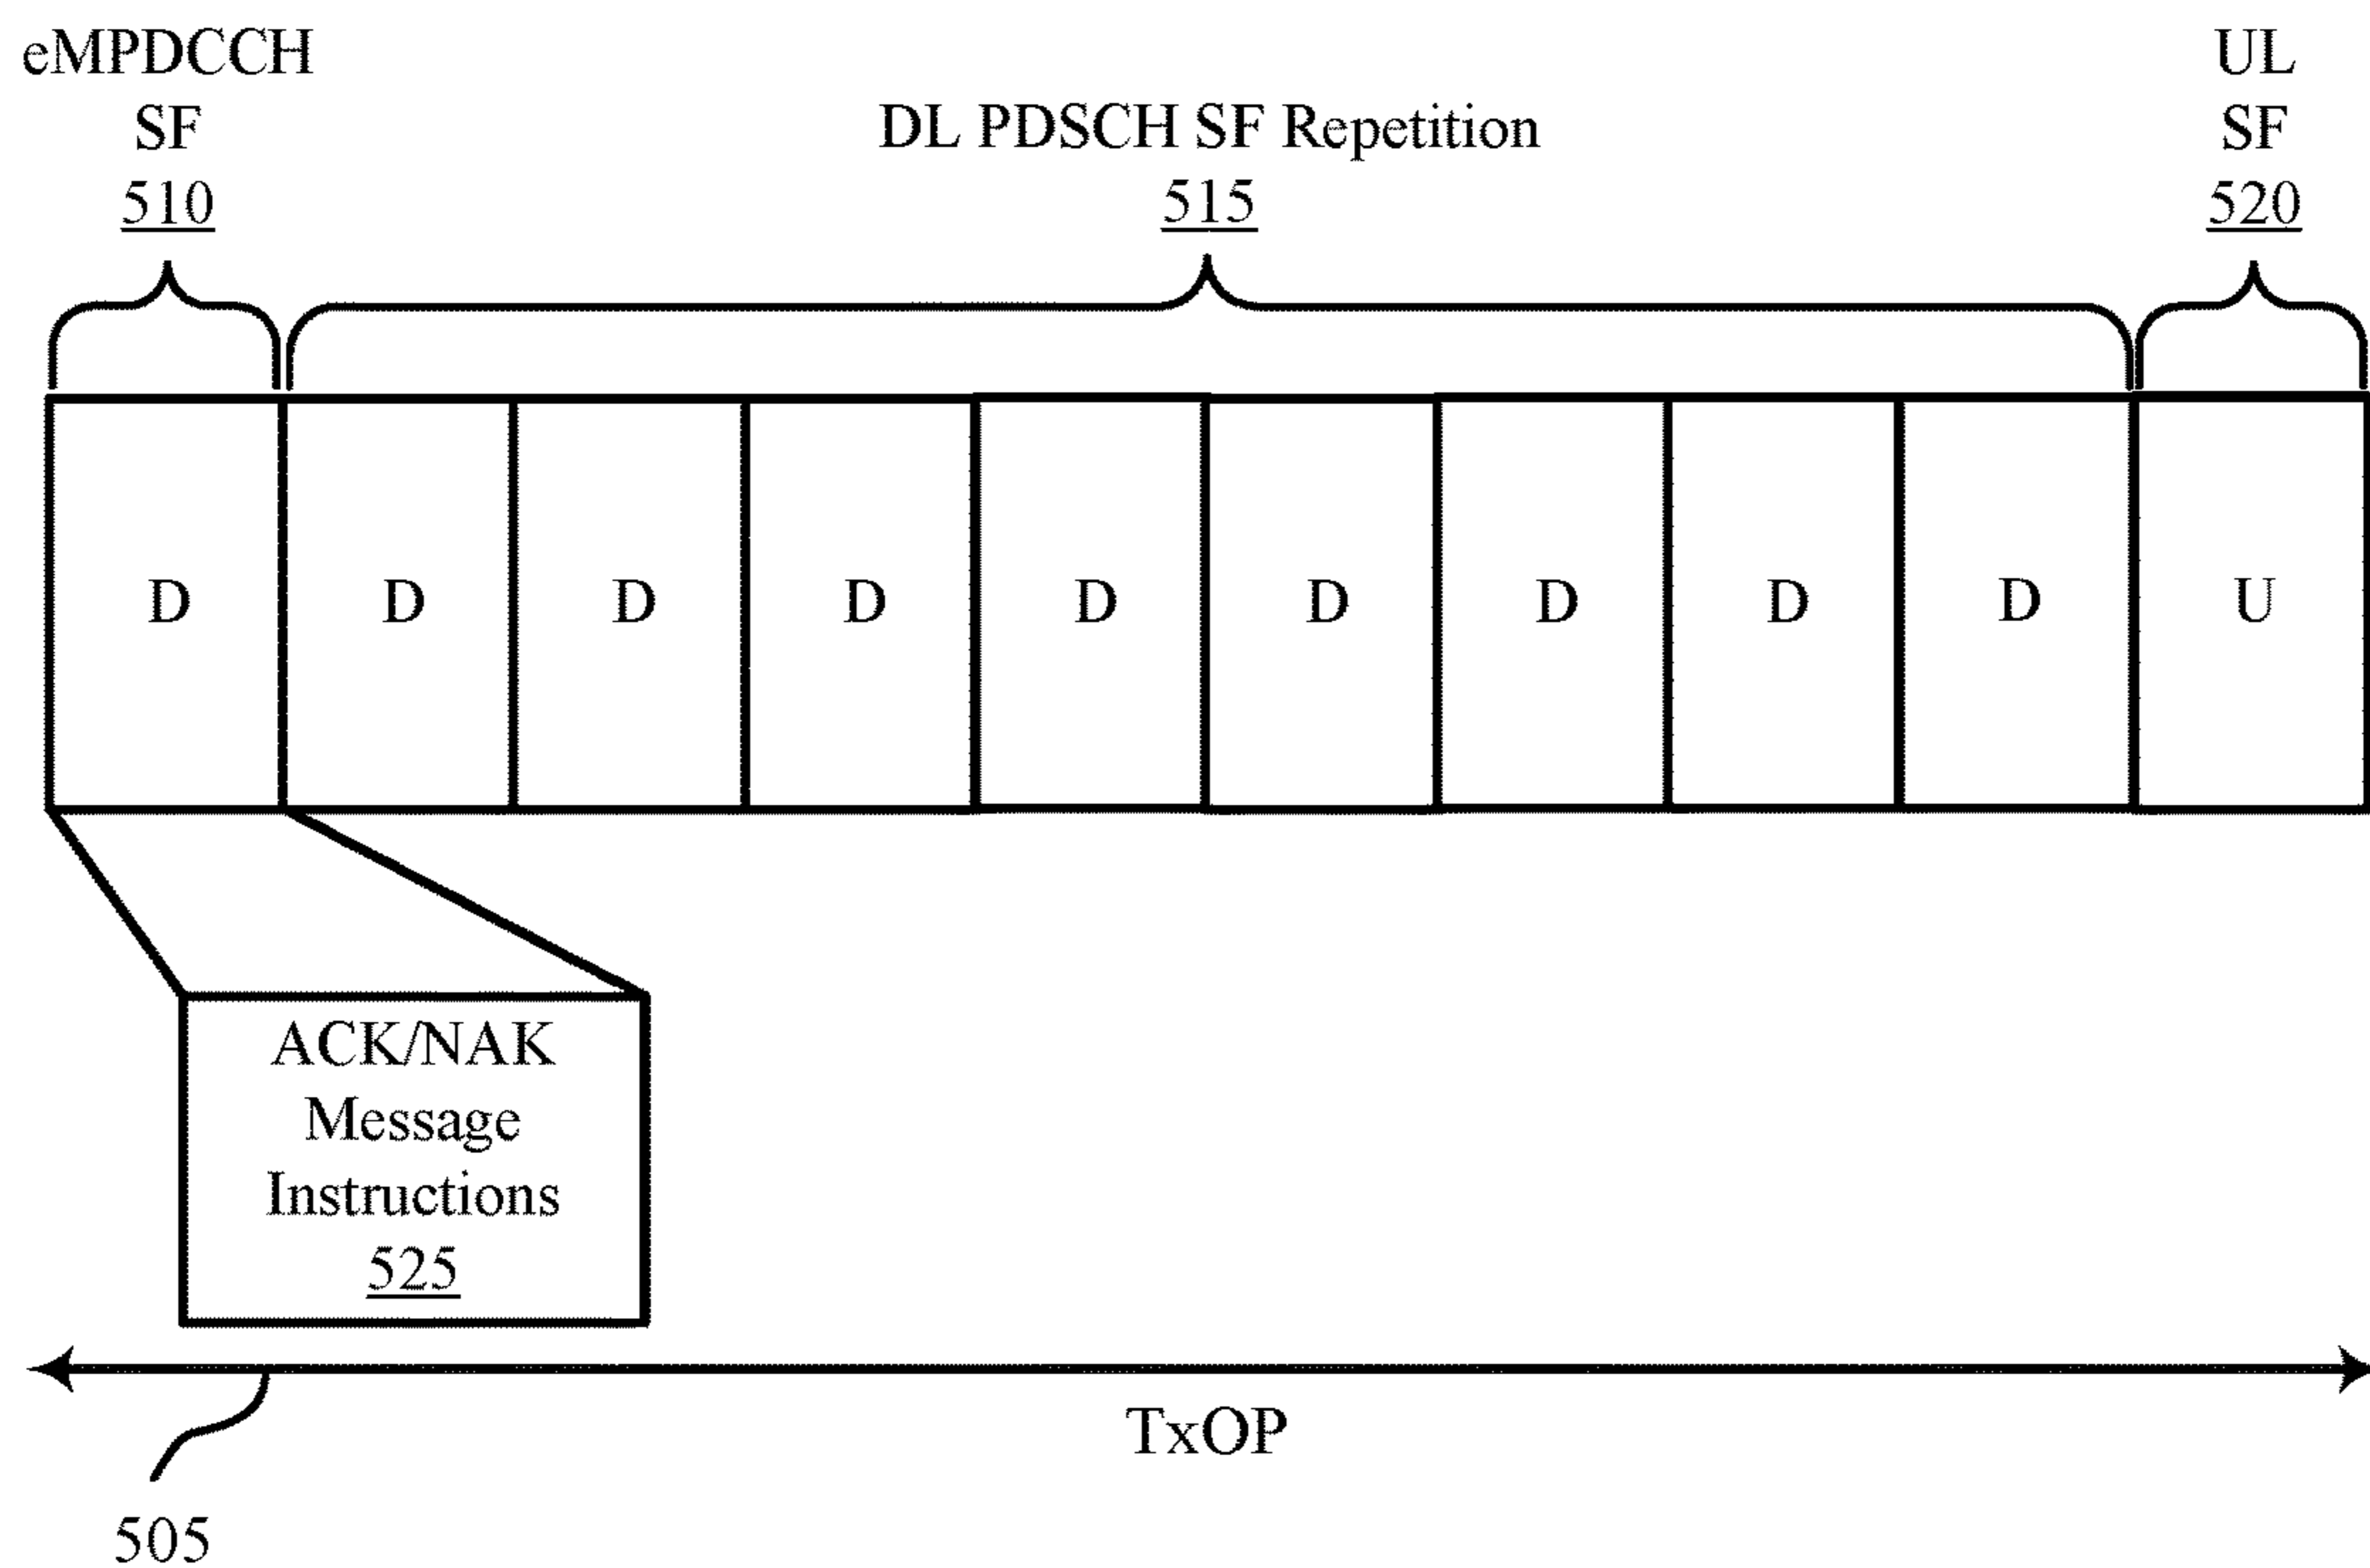 eMPDCCH
SF
510
DL PDSCH SF Repetition
515
UL
SF
520
D D D D D D D D D U
ACK/NAK
Message
Instructions
525
TxOP
505